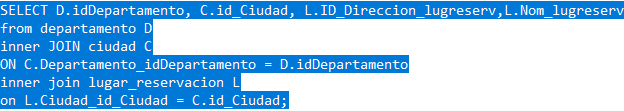 SELECT D.idDepartamento, C.id_Ciudad, L.ID_Direccion_lugreserv,L.Nom_lugreserv
from departamento D
inner JOIN ciudad C
ON C.Departamento_idDepartamento = D.idDepartamento
inner join lugar_reservacion L
on L.Ciudad_id_Ciudad = C.id_Ciudad;